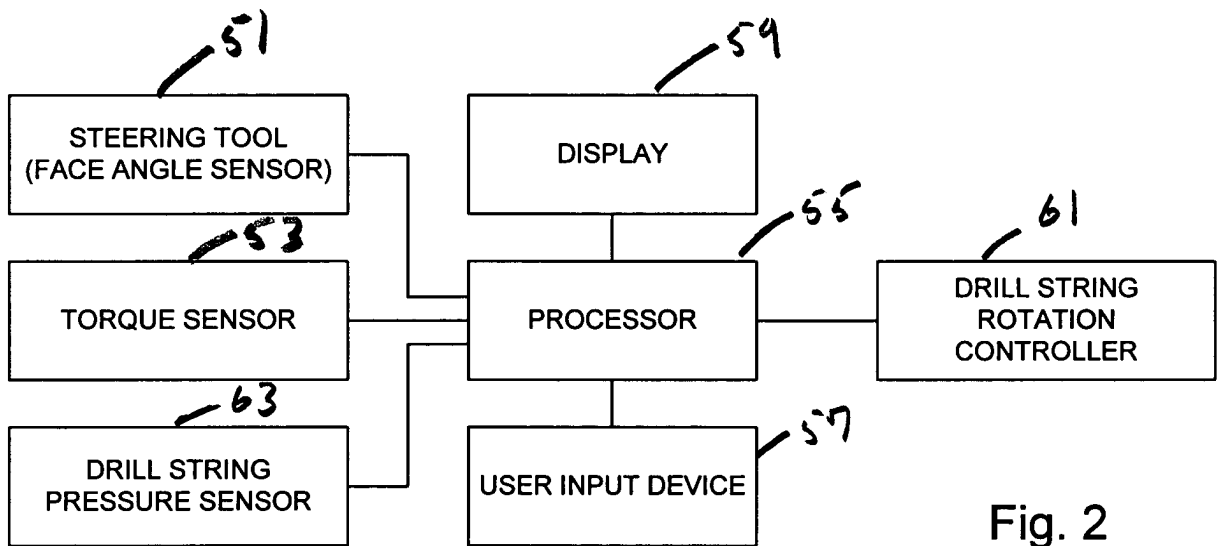 51
59
STEERING TOOL
(FACE ANGLE SENSOR)
DISPLAY
53
55
61
TORQUE SENSOR
PROCESSOR
DRILL STRING
ROTATION
CONTROLLER
63
57
DRILL STRING
PRESSURE SENSOR
USER INPUT DEVICE
Fig. 2